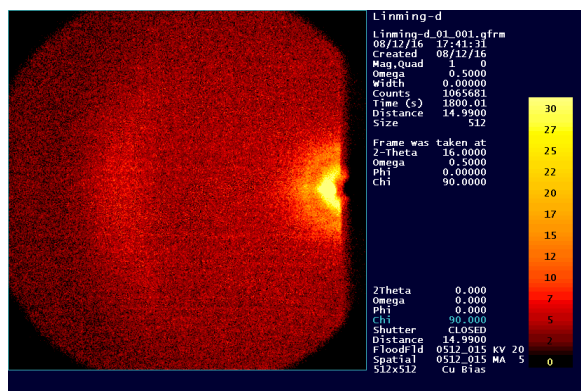 Linming-d
Linming-d_01_001.gfrm
08/12/16 17:41:31
Created 08/12/16
Mag,Quad 1 0
Omega 0.5000
Width 0.00000
Counts 1065681
Time (s) 1800.01
Distance 14.9900
Size 512
Frame was taken at
2-Theta 16.0000
Omega 0.5000
Phi 0.00000
Chi 90.0000
30
27
25
22
20
17
15
12
10
7
5
2
0
2Theta 0.000
Omega 0.000
Phi 0.000
Chi 90.000
Shutter CLOSED
Distance 14.9900
FloodFld 0512_015 KV 20
Spatial 0512_015 MA 5
512x512 Cu Bias